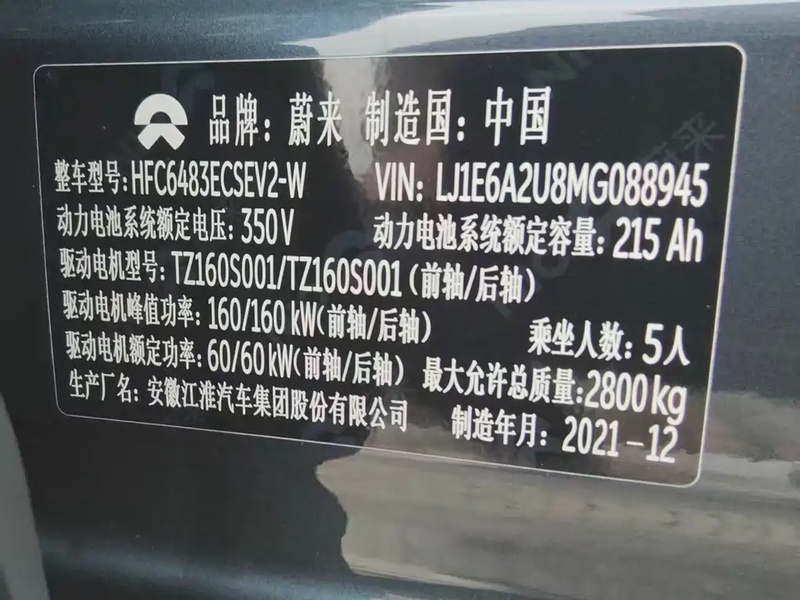 品牌: 蔚来 制造国: 中国
整车型号: HFC6483ECSEV2-W VIN: LJ1E6A2U8MG088945
动力电池系统额定电压: 350V 动力电池系统额定容量: 215 Ah
驱动电机型号: TZ160S001/TZ160S001 (前轴/后轴)
驱动电机峰值功率: 160/160 kW(前轴/后轴) 乘坐人数: 5人
驱动电机额定功率: 60/60 kW(前轴/后轴) 最大允许总质量: 2800 kg
生产厂名: 安徽江淮汽车集团股份有限公司 制造年月: 2021-12